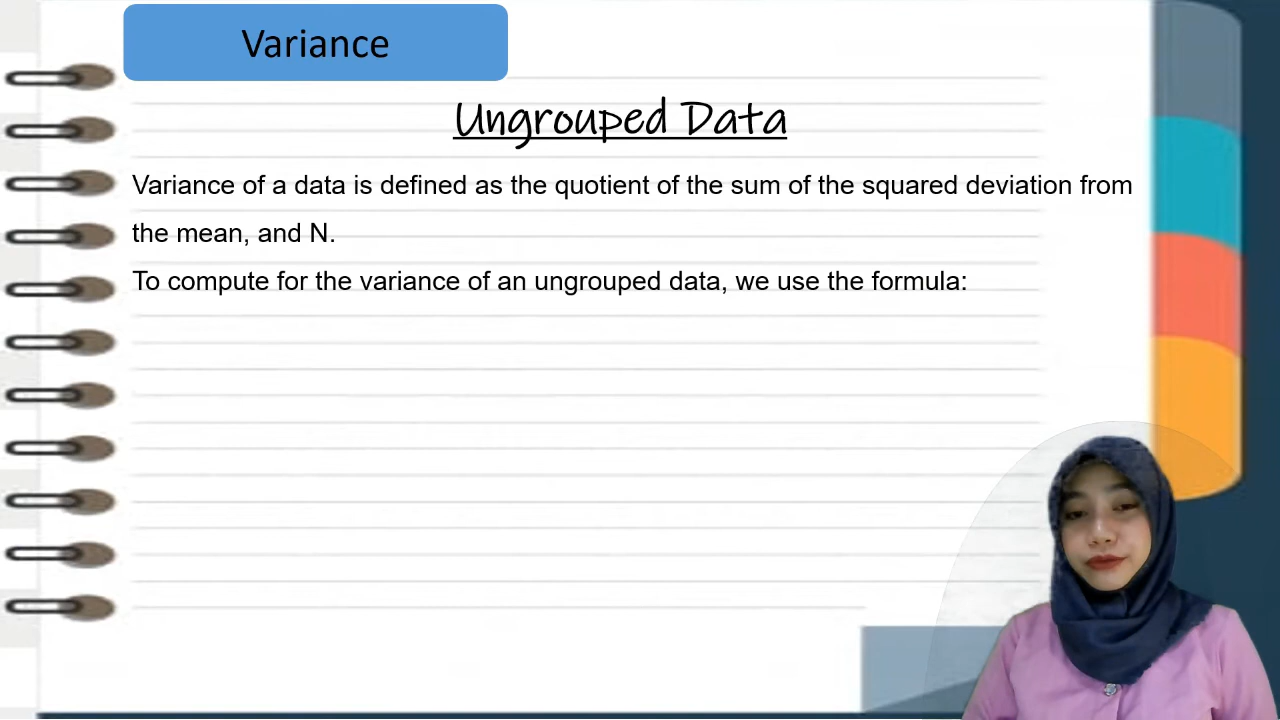 Variance
Ungrouped Data
Variance of a data is defined as the quotient of the sum of the squared deviation from
the mean, and N.
To compute for the variance of an ungrouped data, we use the formula: